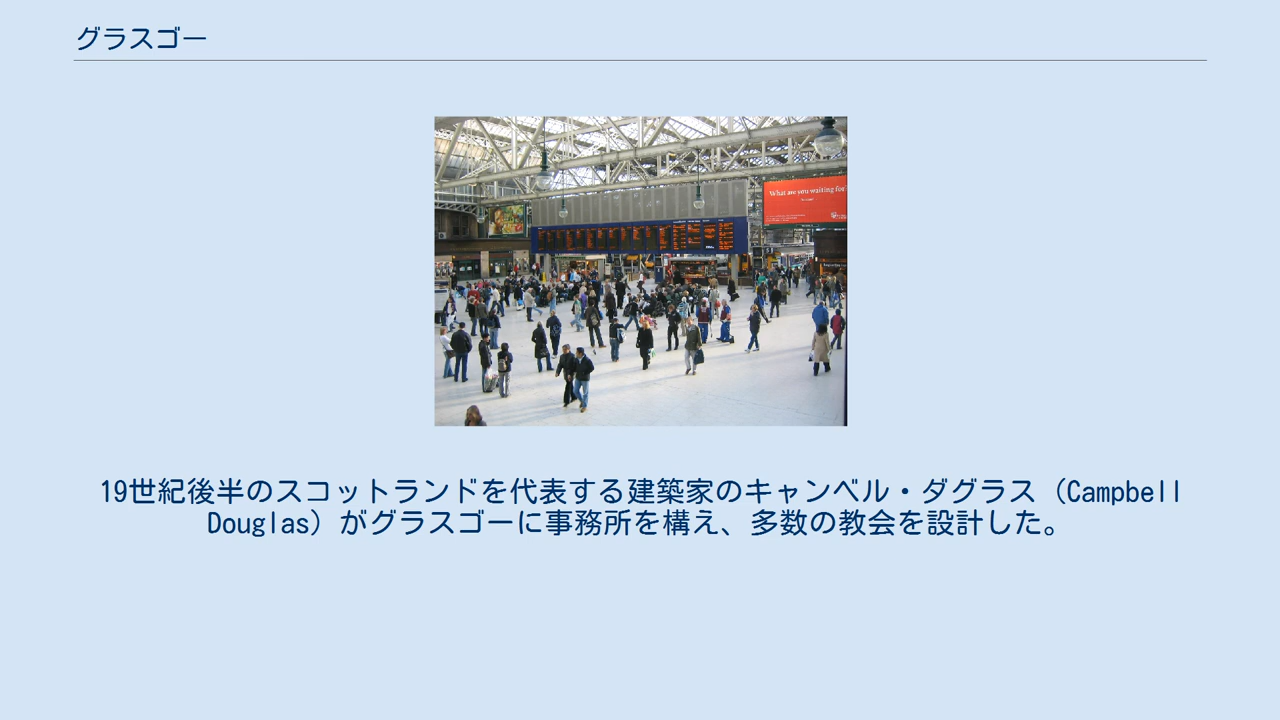 グラスゴー
What are you waiting for?
19世紀後半のスコットランドを代表する建築家のキャンベル・ダグラス（Campbell
Douglas）がグラスゴーに事務所を構え、多数の教会を設計した。